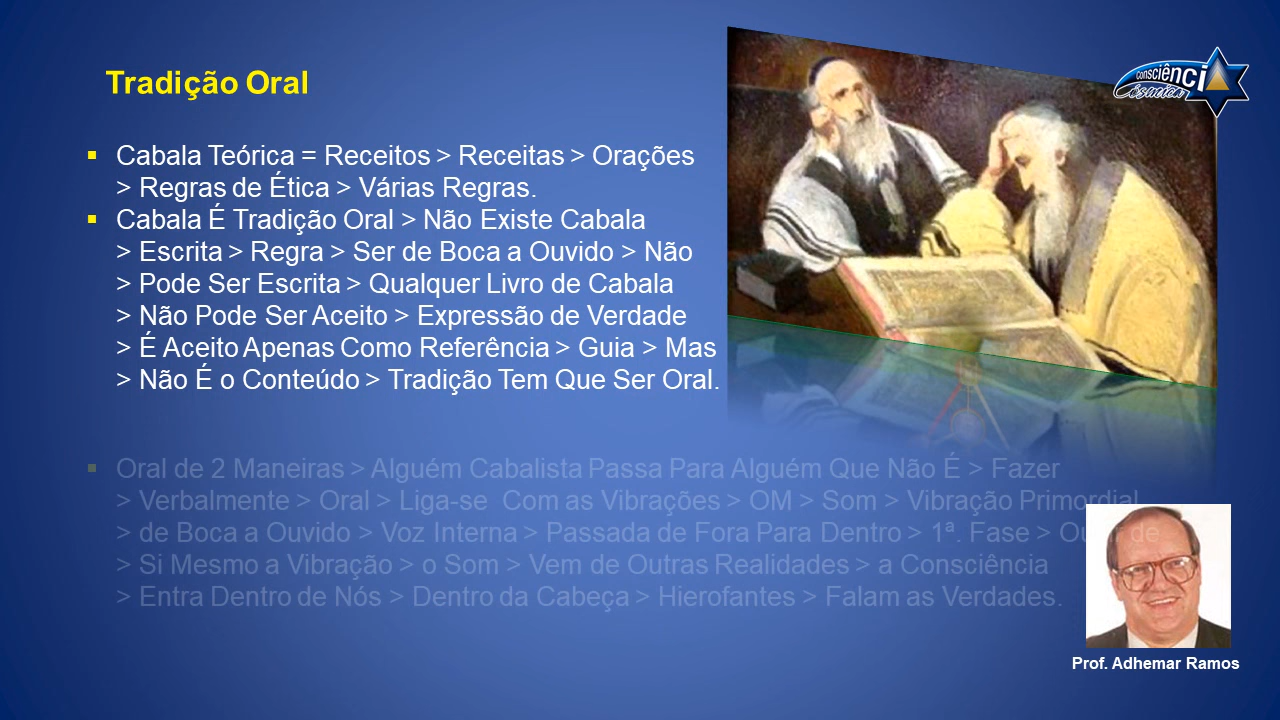 Tradição Oral
consciênci
Cósmica
▪ Cabala Teórica = Receitos > Receitas > Orações
> Regras de Ética > Várias Regras.
▪ Cabala É Tradição Oral > Não Existe Cabala
> Escrita > Regra > Ser de Boca a Ouvido > Não
> Pode Ser Escrita > Qualquer Livro de Cabala
> Não Pode Ser Aceito > Expressão de Verdade
> É Aceito Apenas Como Referência > Guia > Mas
> Não É o Conteúdo > Tradição Tem Que Ser Oral.
▪ Oral de 2 Maneiras > Alguém Cabalista Passa Para Alguém Que Não É > Fazer
> Verbalmente > Oral > Liga-se Com as Vibrações > OM > Som > Vibração Primordial
> de Boca a Ouvido > Voz Interna > Passada de Fora Para Dentro > 1ª. Fase > de
> Si Mesmo a Vibração > o Som > Vem de Outras Realidades > a Consciência
> Entra Dentro de Nós > Dentro da Cabeça > Hierofantes > Falam as Verdades.
Prof. Adhemar Ramos